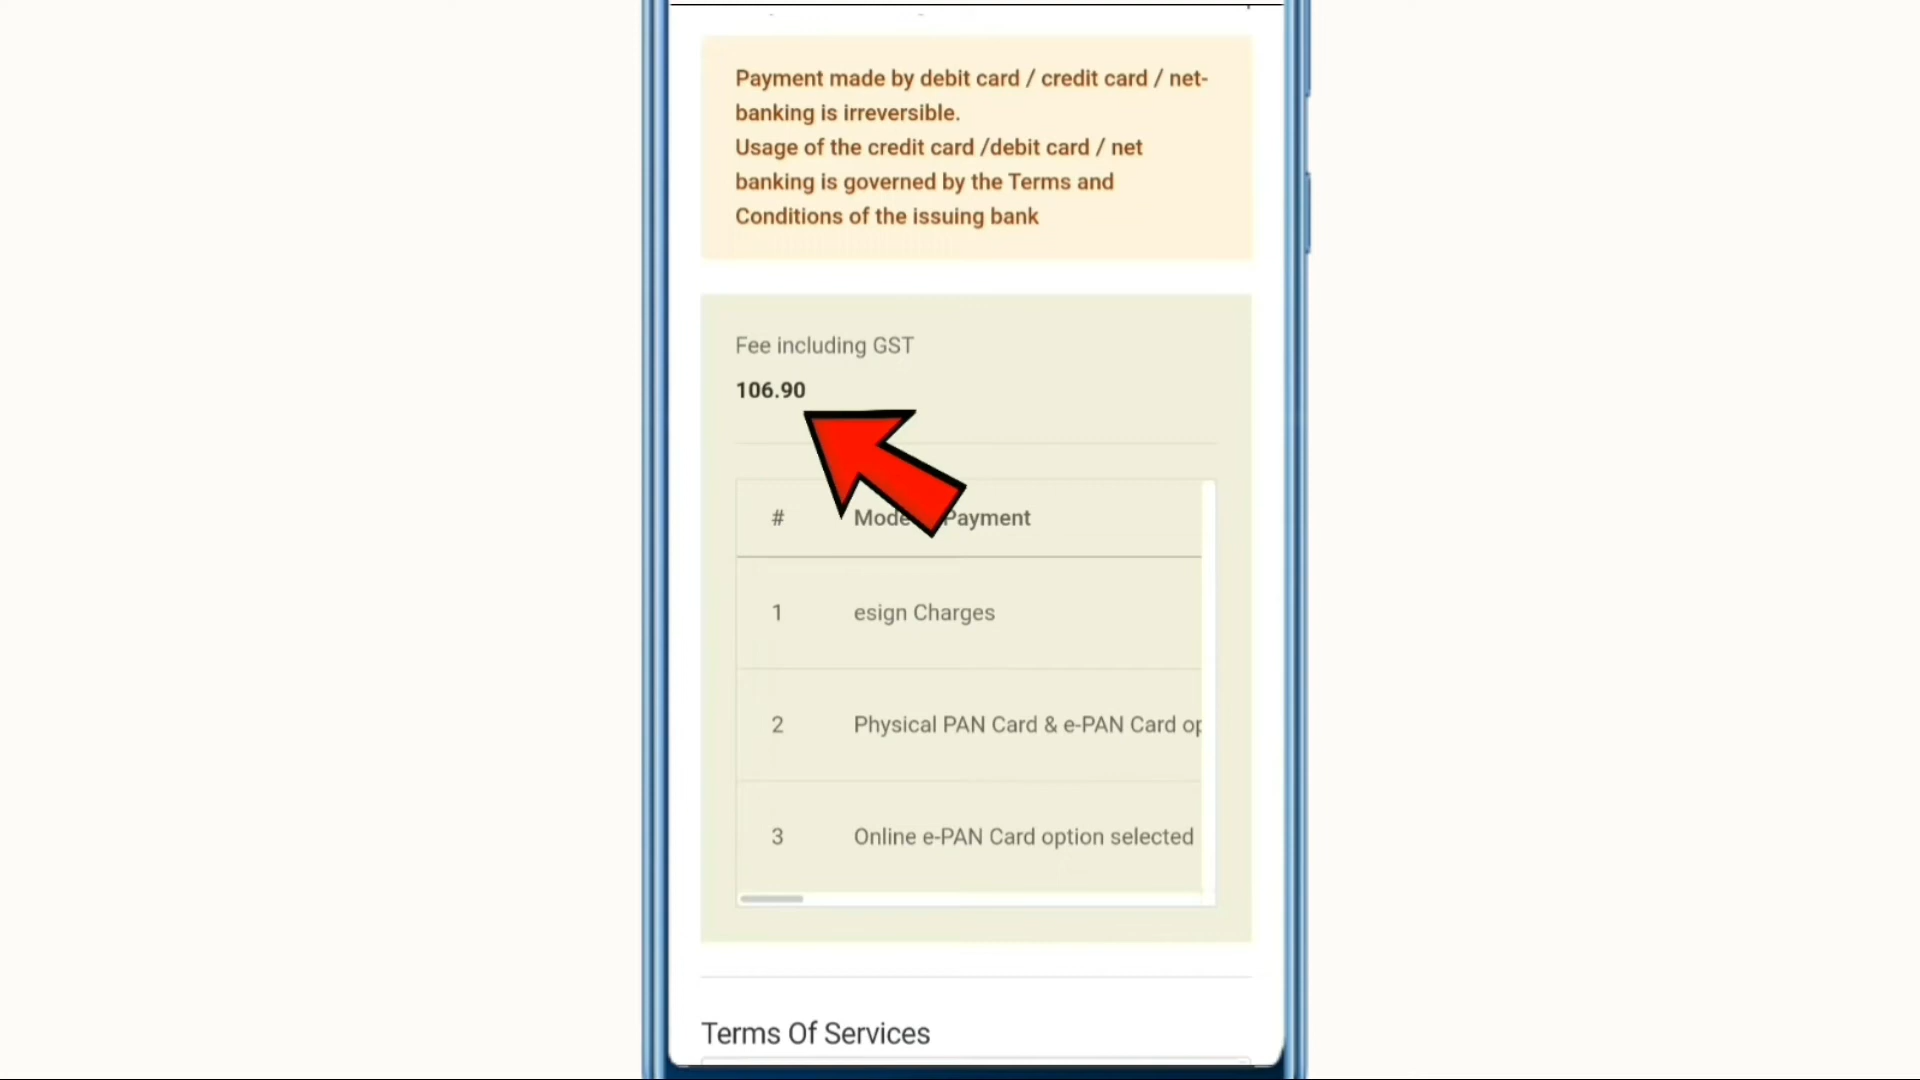 Payment made by debit card / credit card / net-
banking is irreversible.
Usage of the credit card /debit card / net
banking is governed by the Terms and
Conditions of the issuing bank
Fee including GST
106.90
# Mode Payment
1 esign Charges
2 Physical PAN Card & e-PAN Card op
3 Online e-PAN Card option selected
Terms Of Services